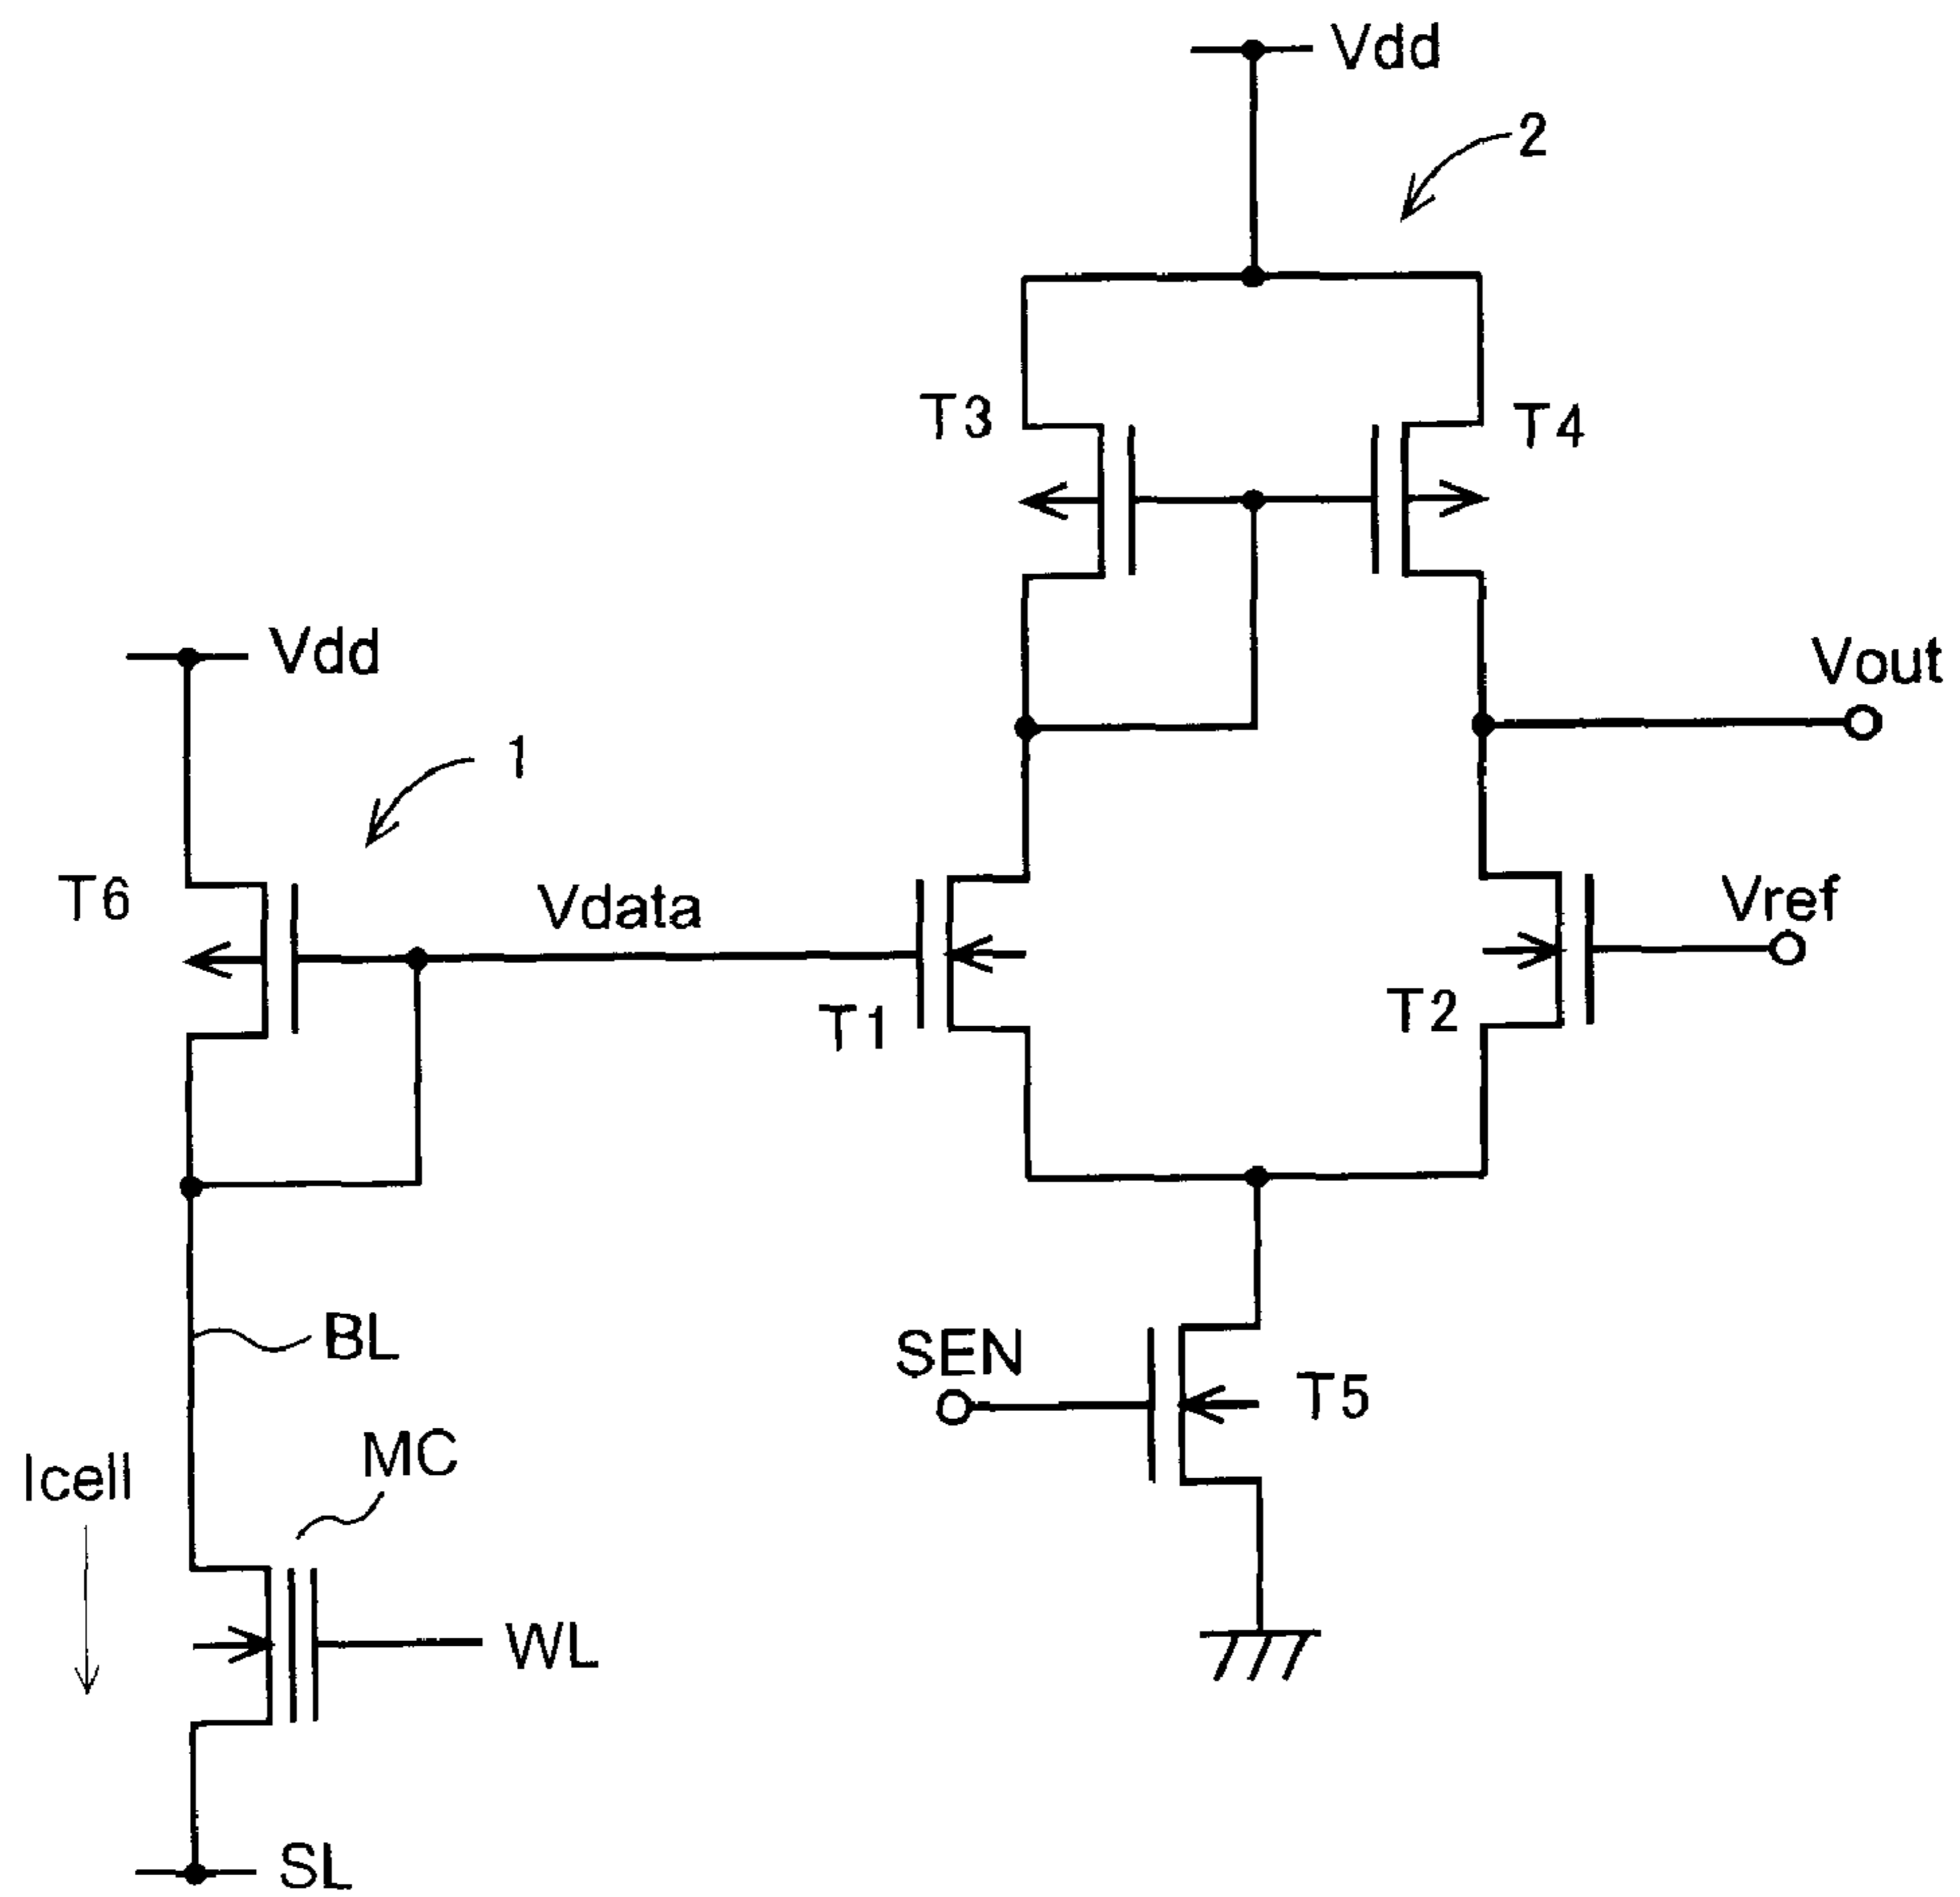 Vdd
2
T3
T4
Vdd
Vout
1
T6
Vdata
Vref
T1
T2
BL
SEN
T5
MC
Icell
WL
SL